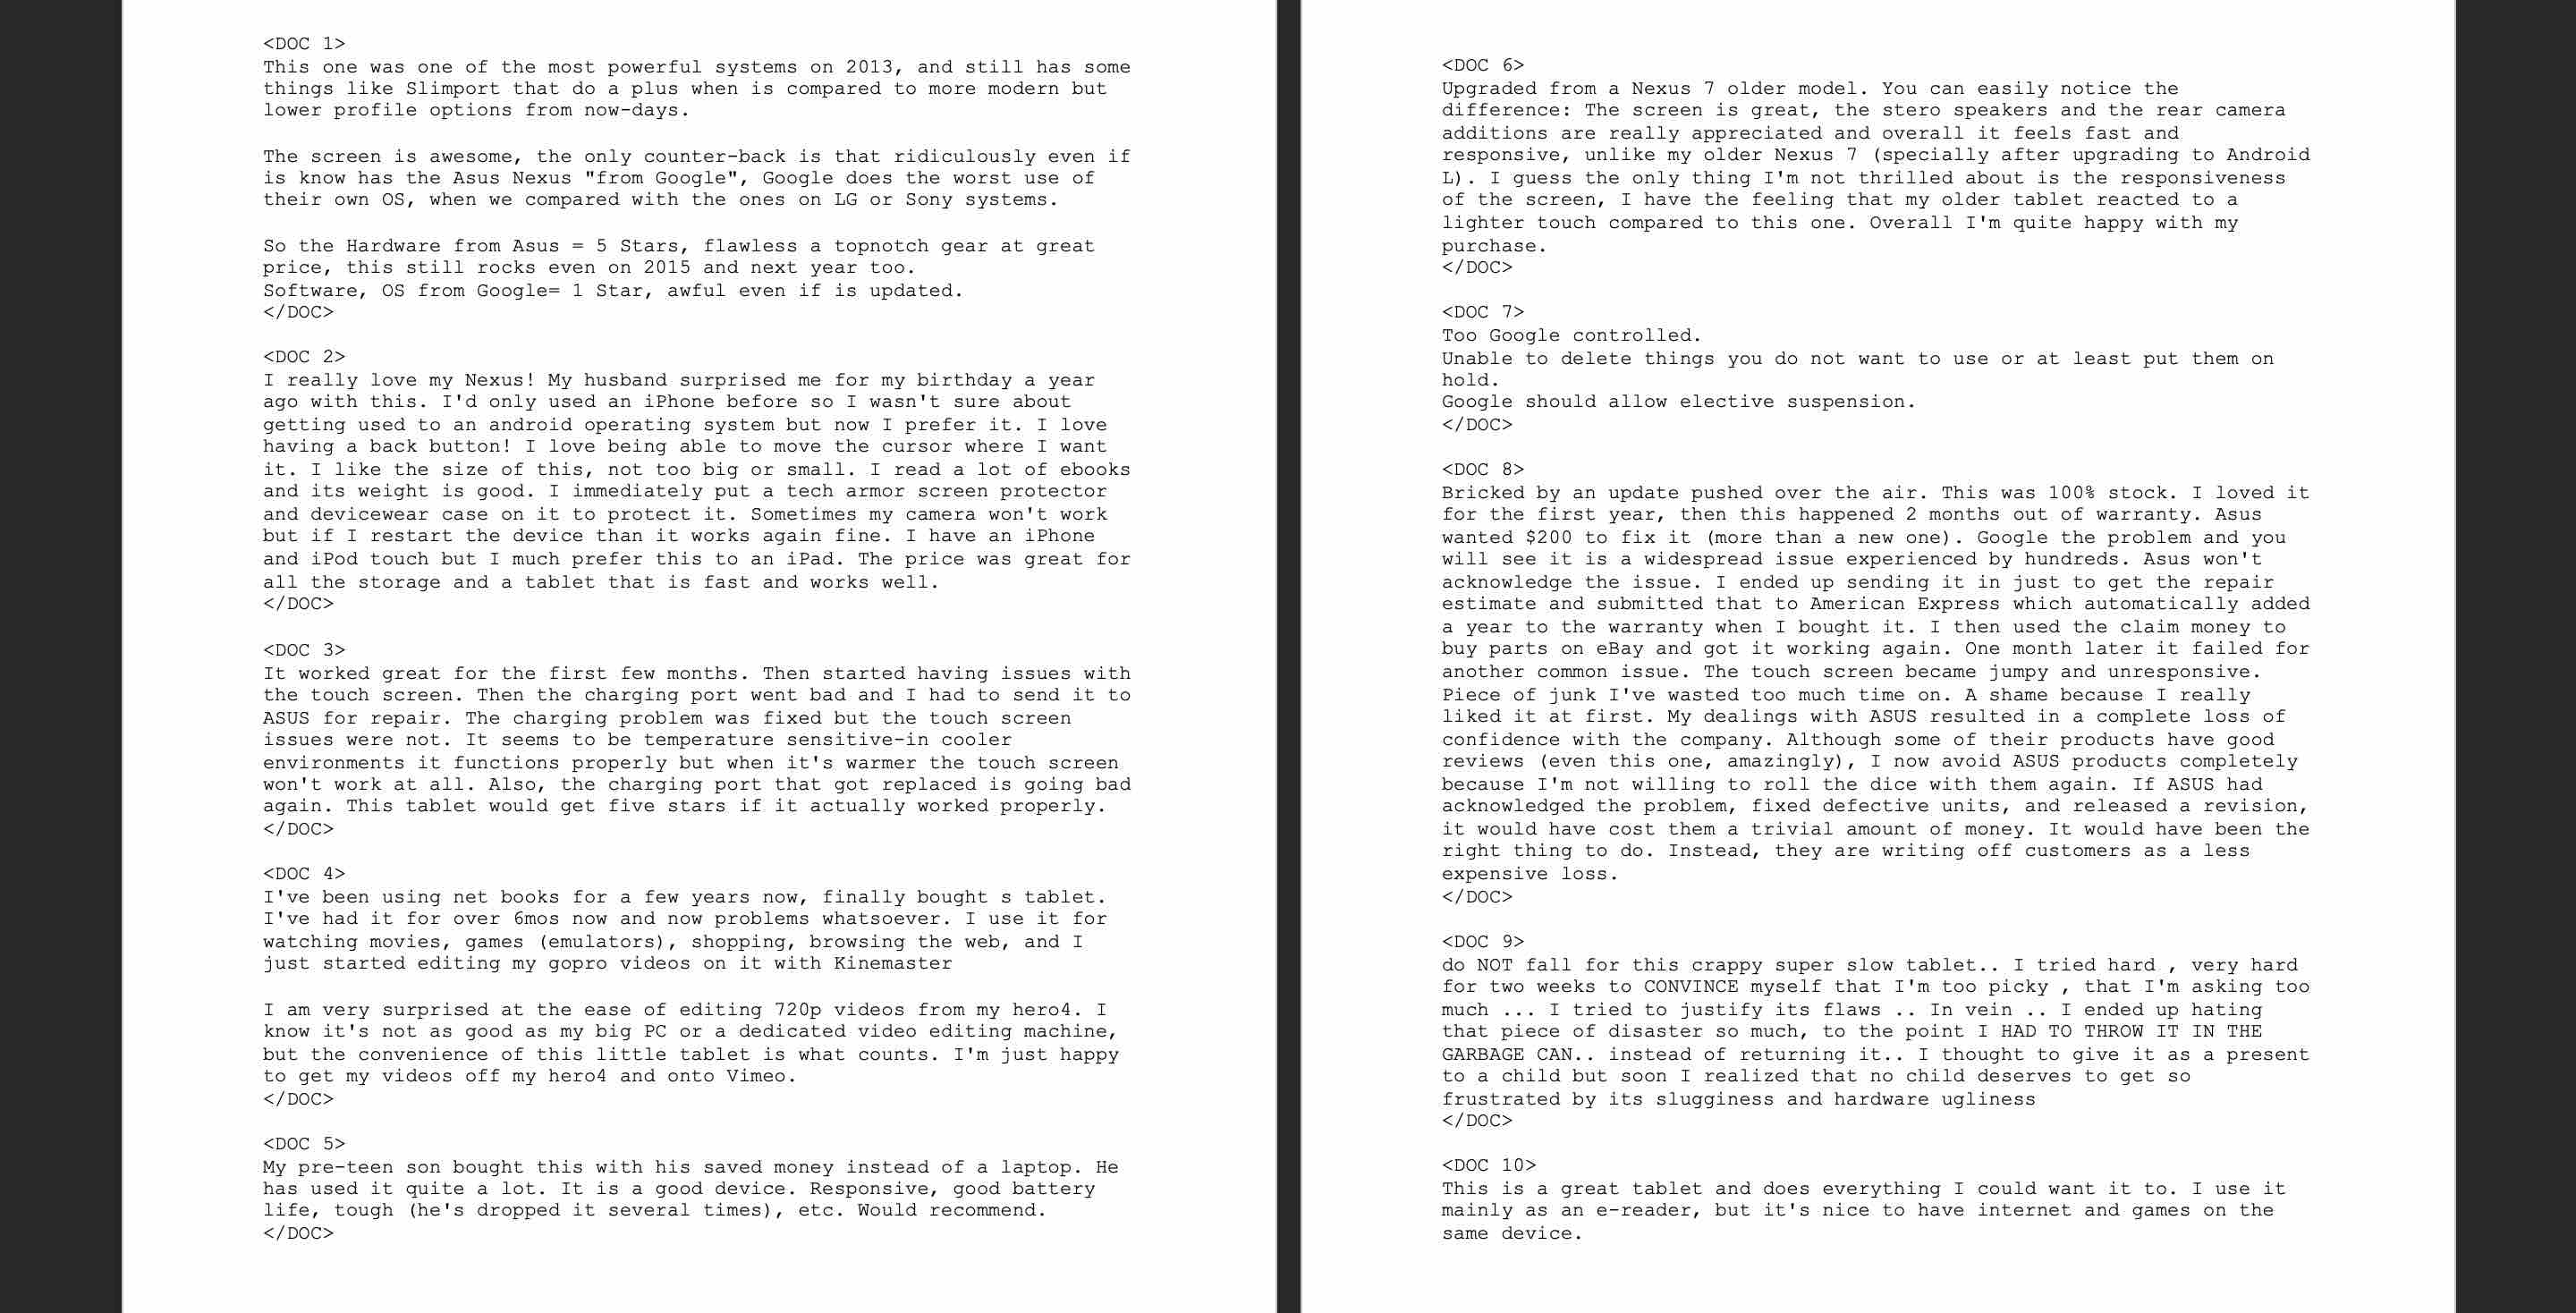 <DOC 1>
This one was one of the most powerful systems on 2013, and still has some
things like Slimport that do a plus when is compared to more modern but
lower profile options from now-days.
The screen is awesome, the only counter-back is that ridiculously even if
is know has the Asus Nexus "from Google", Google does the worst use of
their own OS, when we compared with the ones on LG or Sony systems.
So the Hardware from Asus = 5 Stars, flawless a topnotch gear at great
price, this still rocks even on 2015 and next year too.
Software, OS from Google= 1 Star, awful even if is updated.
</DOC>
<DOC 2>
I really love my Nexus! My husband surprised me for my birthday a year
ago with this. I'd only used an iPhone before so I wasn't sure about
getting used to an android operating system but now I prefer it. I love
having a back button! I love being able to move the cursor where I want
it. I like the size of this, not too big or small. I read a lot of ebooks
and its weight is good. I immediately put a tech armor screen protector
and devicewear case on it to protect it. Sometimes my camera won't work
but if I restart the device than it works again fine. I have an iPhone
and iPod touch but I much prefer this to an iPad. The price was great for
all the storage and a tablet that is fast and works well.
</DOC>
<DOC 3>
It worked great for the first few months. Then started having issues with
the touch screen. Then the charging port went bad and I had to send it to
ASUS for repair. The charging problem was fixed but the touch screen
issues were not. It seems to be temperature sensitive-in cooler
environments it functions properly but when it's warmer the touch screen
won't work at all. Also, the charging port that got replaced is going bad
again. This tablet would get five stars if it actually worked properly.
</DOC>
<DOC 4>
I've been using net books for a few years now, finally bought s tablet.
I've had it for over 6mos now and now problems whatsoever. I use it for
watching movies, games (emulators), shopping, browsing the web, and I
just started editing my gopro videos on it with Kinemaster
I am very surprised at the ease of editing 720p videos from my hero4. I
know it's not as good as my big PC or a dedicated video editing machine,
but the convenience of this little tablet is what counts. I'm just happy
to get my videos off my hero4 and onto Vimeo.
</DOC>
<DOC 5>
My pre-teen son bought this with his saved money instead of a laptop. He
has used it quite a lot. It is a good device. Responsive, good battery
life, tough (he's dropped it several times), etc. Would recommend.
</DOC>
<DOC 6>
Upgraded from a Nexus 7 older model. You can easily notice the
difference: The screen is great, the stero speakers and the rear camera
additions are really appreciated and overall it feels fast and
responsive, unlike my older Nexus 7 (specially after upgrading to Android
L). I guess the only thing I'm not thrilled about is the responsiveness
of the screen, I have the feeling that my older tablet reacted to a
lighter touch compared to this one. Overall I'm quite happy with my
purchase.
</DOC>
<DOC 7>
Too Google controlled.
Unable to delete things you do not want to use or at least put them on
hold.
Google should allow elective suspension.
</DOC>
<DOC 8>
Bricked by an update pushed over the air. This was 100% stock. I loved it
for the first year, then this happened 2 months out of warranty. Asus
wanted $200 to fix it (more than a new one). Google the problem and you
will see it is a widespread issue experienced by hundreds. Asus won't
acknowledge the issue. I ended up sending it in just to get the repair
estimate and submitted that to American Express which automatically added
a year to the warranty when I bought it. I then used the claim money to
buy parts on eBay and got it working again. One month later it failed for
another common issue. The touch screen became jumpy and unresponsive.
Piece of junk I've wasted too much time on. A shame because I really
liked it at first. My dealings with ASUS resulted in a complete loss of
confidence with the company. Although some of their products have good
reviews (even this one, amazingly), I now avoid ASUS products completely
because I'm not willing to roll the dice with them again. If ASUS had
acknowledged the problem, fixed defective units, and released a revision,
it would have cost them a trivial amount of money. It would have been the
right thing to do. Instead, they are writing off customers as a less
expensive loss.
</DOC>
<DOC 9>
do NOT fall for this crappy super slow tablet.. I tried hard , very hard
for two weeks to CONVINCE myself that I'm too picky , that I'm asking too
much ... I tried to justify its flaws .. In vein .. I ended up hating
that piece of disaster so much, to the point I HAD TO THROW IT IN THE
GARBAGE CAN.. instead of returning it.. I thought to give it as a present
to a child but soon I realized that no child deserves to get so
frustrated by its slugginess and hardware ugliness
</DOC>
<DOC 10>
This is a great tablet and does everything I could want it to. I use it
mainly as an e-reader, but it's nice to have internet and games on the
same device.